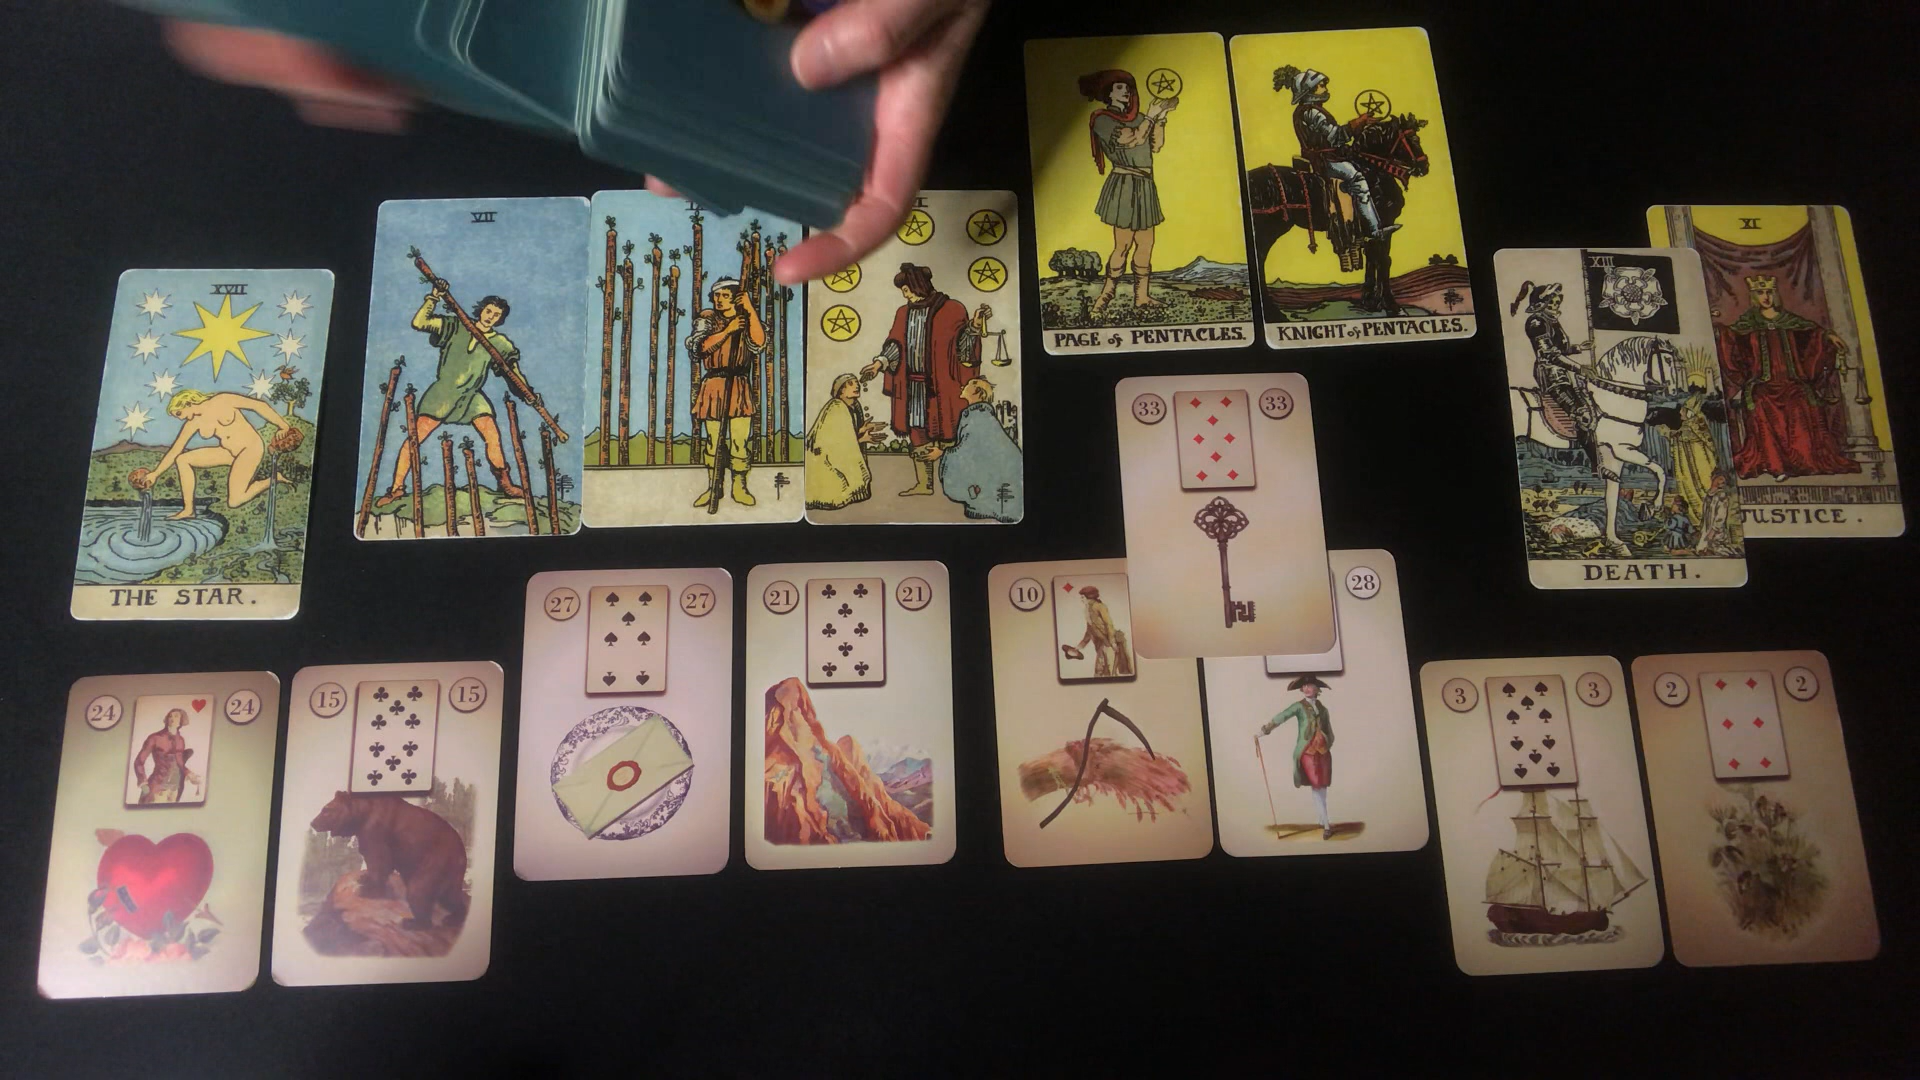 PAGE of PENTACLES.
KNIGHT of PENTACLES.
XVII
THE STAR.
VII
XIII
DEATH.
XI
JUSTICE.
33 33
24 24
15 15
27 27
21 21
10
28
3 3
2 2